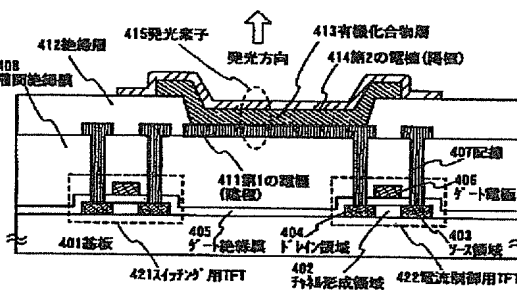 415発光素子
発光方向
413有機化合物層
412絶縁層
414第2の電極(陽極)
408
層間絶縁膜
407配線
406
ゲート電極
411第1の電極
(陰極)
401基板
405
ゲート絶縁膜
404
ドレイン領域
403
ソース領域
402
チャネル形成領域
421スイッチング用TFT
422電流制御用TFT